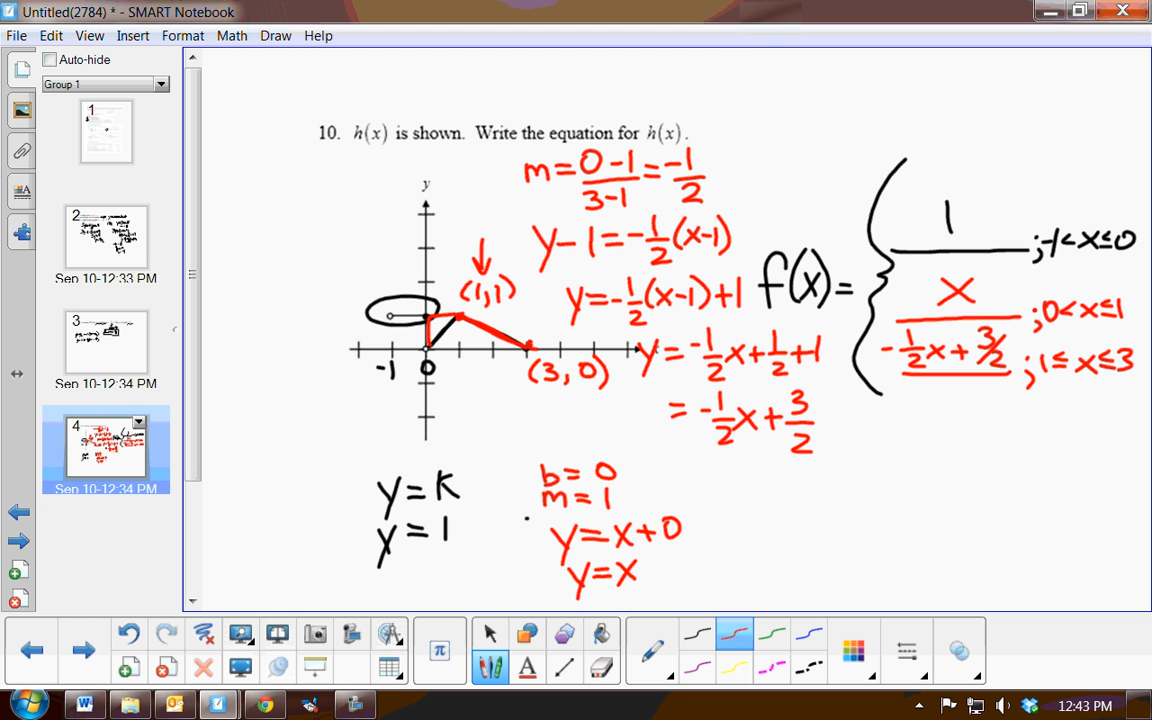 Untitled(2784) * - SMART Notebook
File Edit View Insert Format Math Draw Help
Auto-hide
Group 1
1
2
Sep 10-12:33 PM
3
Sep 10-12:34 PM
4
Sep 10-12:34 PM
10. h(x) is shown. Write the equation for h(x).
y
-1 0
(1,1)
(3,0)
m = 0-1/3-1 = -1/2
y-1 = -1/2(x-1)
y = -1/2(x-1)+1
y = -1/2x + 1/2 + 1
= -1/2x + 3/2
f(x) = {
1 ; -1<x≤0
x ; 0<x≤1
-1/2x + 3/2 ; 1≤x≤3
y = k
y = 1
b = 0
m = 1
y = x + 0
y = x
π
A
12:43 PM